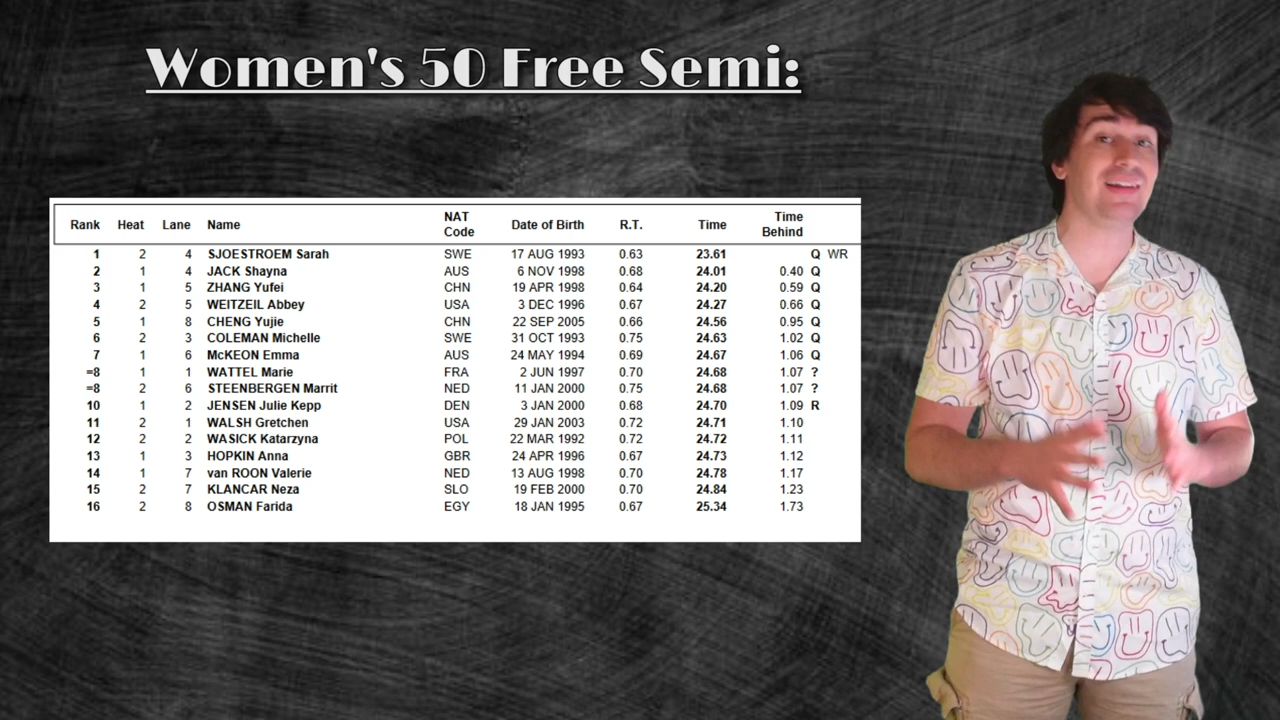 Women's 50 Free Semi:
Rank Heat Lane Name NAT Code Date of Birth R.T. Time Time Behind
1 2 4 SJOESTROEM Sarah SWE 17 AUG 1993 0.63 23.61 Q WR
2 1 4 JACK Shayna AUS 6 NOV 1998 0.68 24.01 0.40 Q
3 1 5 ZHANG Yufei CHN 19 APR 1998 0.64 24.20 0.59 Q
4 2 5 WEITZEIL Abbey USA 3 DEC 1996 0.67 24.27 0.66 Q
5 1 8 CHENG Yujie CHN 22 SEP 2005 0.66 24.56 0.95 Q
6 2 3 COLEMAN Michelle SWE 31 OCT 1993 0.75 24.63 1.02 Q
7 1 6 McKEON Emma AUS 24 MAY 1994 0.69 24.67 1.06 Q
=8 1 1 WATTEL Marie FRA 2 JUN 1997 0.70 24.68 1.07 ?
=8 2 6 STEENBERGEN Marrit NED 11 JAN 2000 0.75 24.68 1.07 ?
10 1 2 JENSEN Julie Kepp DEN 3 JAN 2000 0.68 24.70 1.09 R
11 2 1 WALSH Gretchen USA 29 JAN 2003 0.72 24.71 1.10
12 2 2 WASICK Katarzyna POL 22 MAR 1992 0.72 24.72 1.11
13 1 3 HOPKIN Anna GBR 24 APR 1996 0.67 24.73 1.12
14 1 7 van ROON Valerie NED 13 AUG 1998 0.70 24.78 1.17
15 2 7 KLANCAR Neza SLO 19 FEB 2000 0.70 24.84 1.23
16 2 8 OSMAN Farida EGY 18 JAN 1995 0.67 25.34 1.73